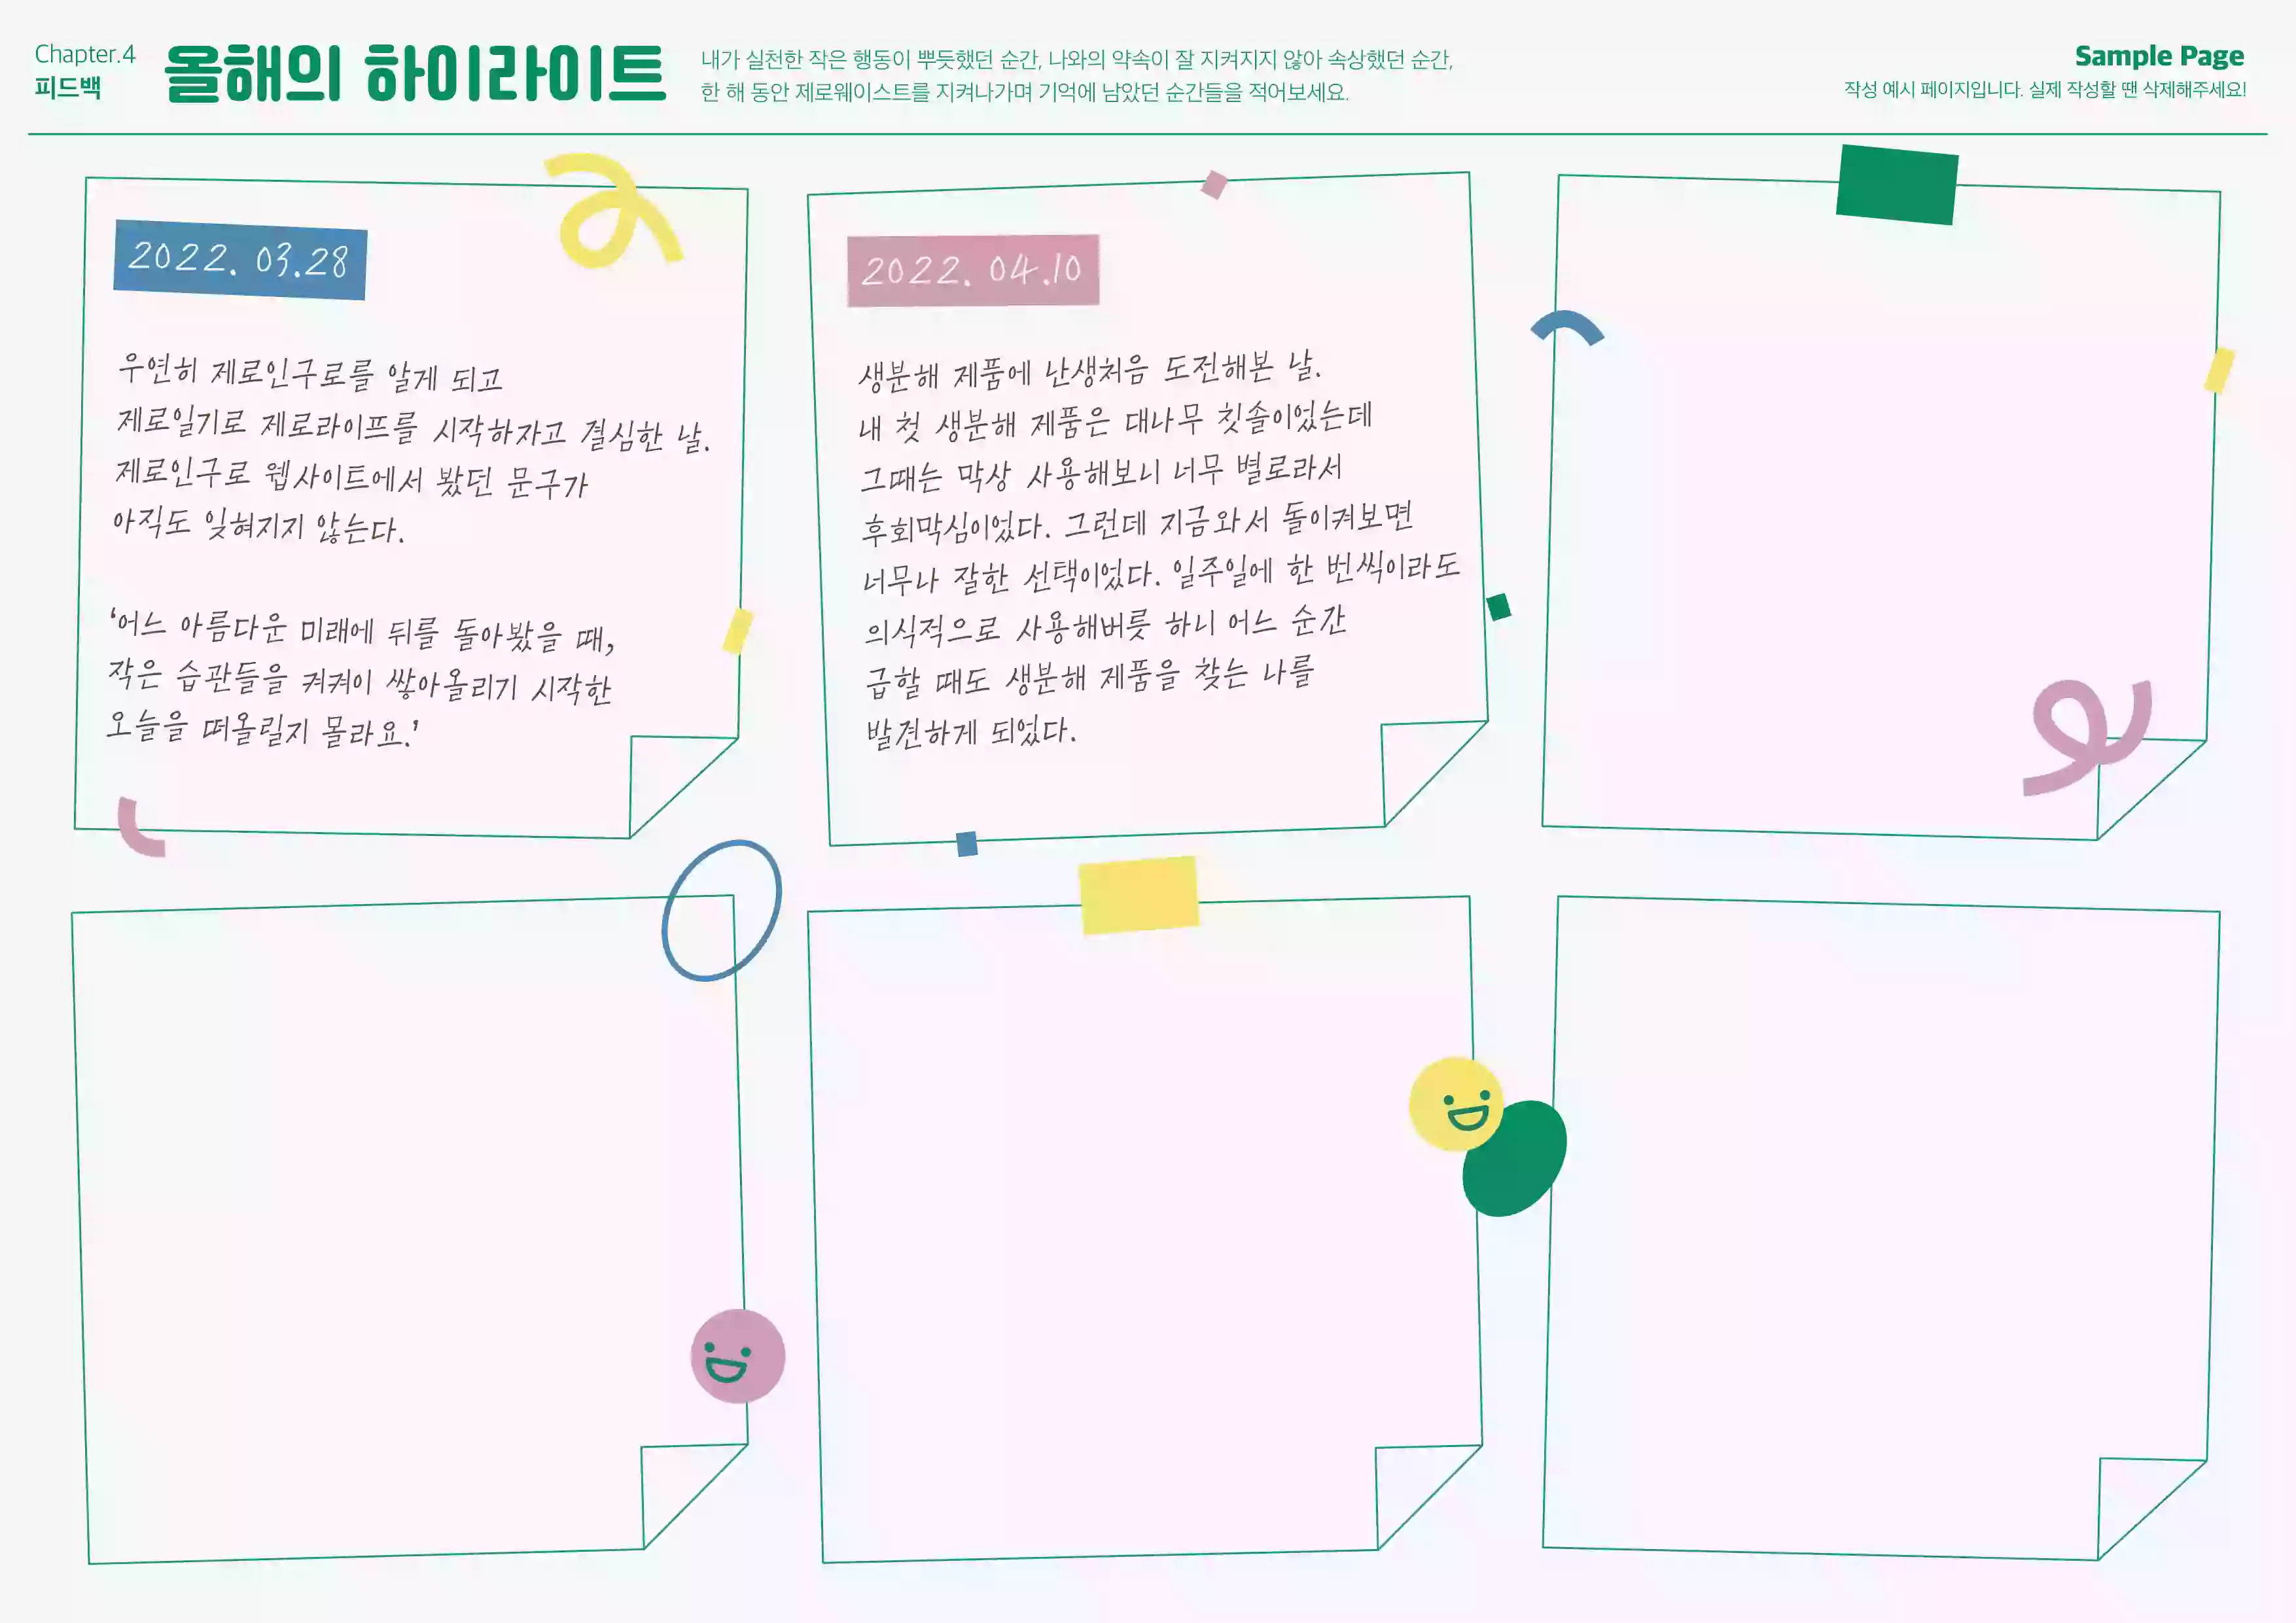 Chapter.4
피드백
올해의 하이라이트
내가 실천한 작은 행동이 뿌듯했던 순간, 나와의 약속이 잘 지켜지지 않아 속상했던 순간,
한 해 동안 제로웨이스트를 지켜나가며 기억에 남았던 순간들을 적어보세요.
Sample Page
작성 예시 페이지입니다. 실제 작성할 땐 삭제해주세요!
2022. 03.28
우연히 제로인구로를 알게 되고
제로일기로 제로라이프를 시작하자고 결심한 날.
제로인구로 웹사이트에서 봤던 문구가
아직도 잊혀지지 않는다.
'어느 아름다운 미래에 뒤를 돌아봤을 때,
작은 습관들을 켜켜이 쌓아올리기 시작한
오늘을 떠올릴지 몰라요.'
2022. 04.10
생분해 제품에 난생처음 도전해본 날.
내 첫 생분해 제품은 대나무 칫솔이었는데
그때는 막상 사용해보니 너무 별로라서
후회막심이었다. 그런데 지금와서 돌이켜보면
너무나 잘한 선택이었다. 일주일에 한 번씩이라도
의식적으로 사용해버릇 하니 어느 순간
급할 때도 생분해 제품을 찾는 나를
발견하게 되었다.